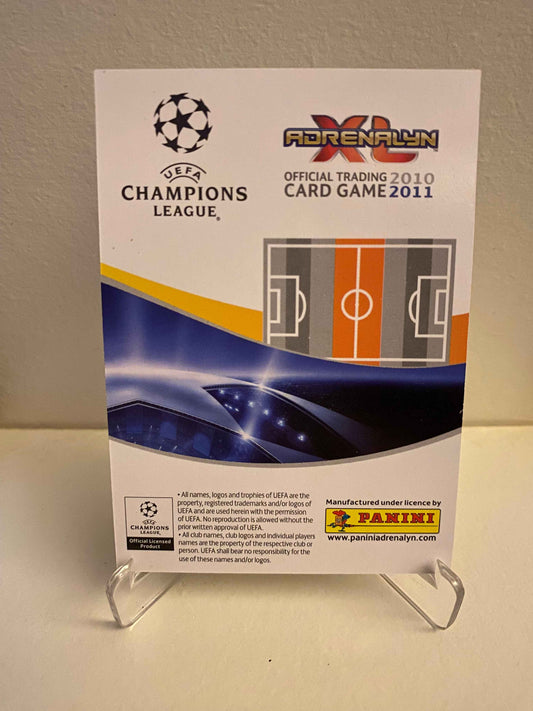 UEFA
CHAMPIONS
LEAGUE®
ADRENALYN
XL™
OFFICIAL TRADING 2010
CARD GAME 2011
UEFA
CHAMPIONS
LEAGUE
Official Licensed
Product
• All names, logos and trophies of UEFA are the
property, registered trademarks and/or logos of
UEFA and are used herein with the permission
of UEFA. No reproduction is allowed without the
prior written approval of UEFA.
• All club names, club logos and individual players
names are the property of the respective club or
person. UEFA shall bear no responsibility for the
use of these names and/or logos.
Manufactured under licence by
PANINI
www.paniniadrenalyn.com